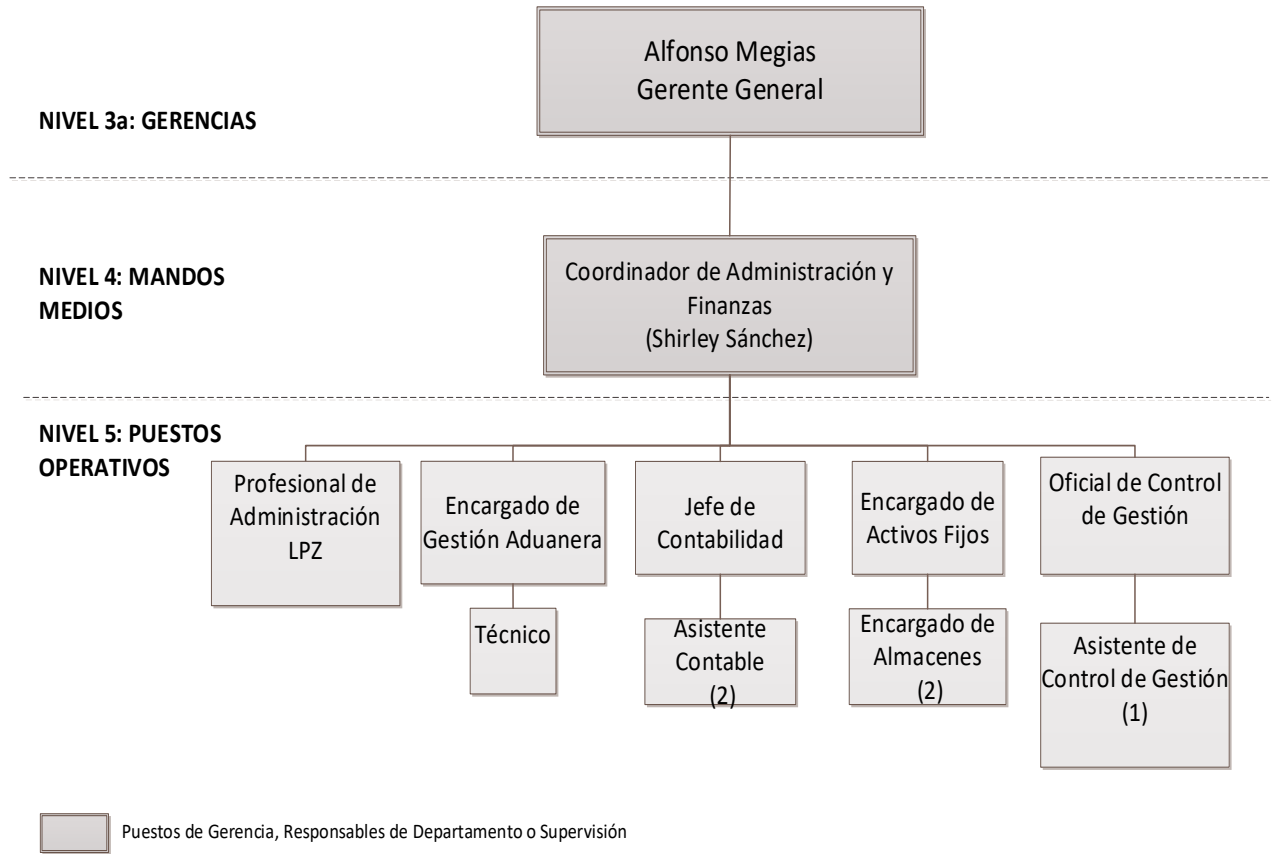 Alfonso Megias
Gerente General
NIVEL 3a: GERENCIAS
NIVEL 4: MANDOS
MEDIOS
Coordinador de Administración y
Finanzas
(Shirley Sánchez)
NIVEL 5: PUESTOS
OPERATIVOS
Profesional de
Administración
LPZ
Encargado de
Gestión Aduanera
Jefe de
Contabilidad
Encargado de
Activos Fijos
Oficial de Control
de Gestión
Técnico
Asistente
Contable
(2)
Encargado de
Almacenes
(2)
Asistente de
Control de Gestión
(1)
Puestos de Gerencia, Responsables de Departamento o Supervisión